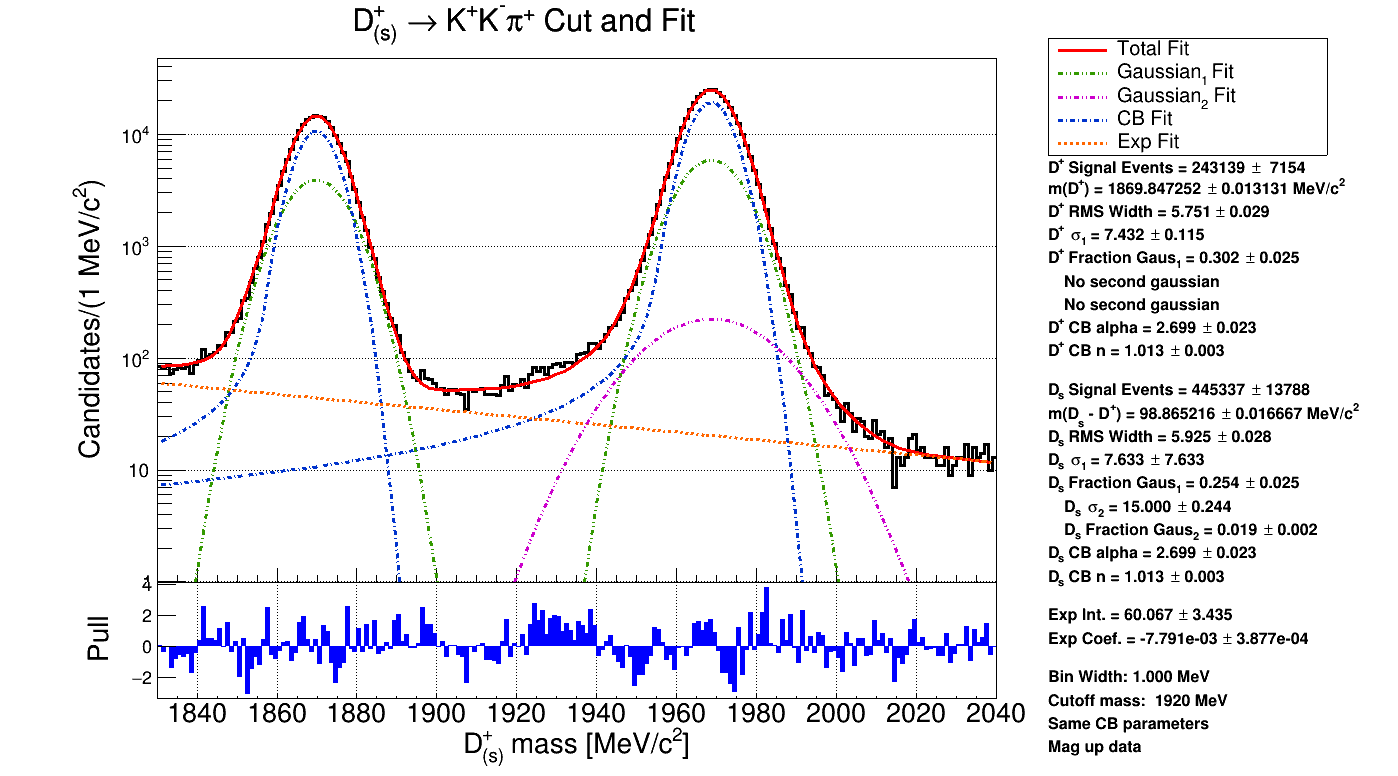 D⁺₍ₛ₎ → K⁺K⁻π⁺ Cut and Fit
Candidates/(1 MeV/c²)
10⁴
10³
10²
10
1
Pull
4
2
0
−2
1840 1860 1880 1900 1920 1940 1960 1980 2000 2020 2040
D⁺₍ₛ₎ mass [MeV/c²]
Total Fit
Gaussian₁ Fit
Gaussian₂ Fit
CB Fit
Exp Fit
D⁺ Signal Events = 243139 ± 7154
m(D⁺) = 1869.847252 ± 0.013131 MeV/c²
D⁺ RMS Width = 5.751 ± 0.029
D⁺ σ₁ = 7.432 ± 0.115
D⁺ Fraction Gaus₁ = 0.302 ± 0.025
No second gaussian
No second gaussian
D⁺ CB alpha = 2.699 ± 0.023
D⁺ CB n = 1.013 ± 0.003
Dₛ Signal Events = 445337 ± 13788
m(Dₛ - D⁺) = 98.865216 ± 0.016667 MeV/c²
Dₛ RMS Width = 5.925 ± 0.028
Dₛ σ₁ = 7.633 ± 7.633
Dₛ Fraction Gaus₁ = 0.254 ± 0.025
Dₛ σ₂ = 15.000 ± 0.244
Dₛ Fraction Gaus₂ = 0.019 ± 0.002
Dₛ CB alpha = 2.699 ± 0.023
Dₛ CB n = 1.013 ± 0.003
Exp Int. = 60.067 ± 3.435
Exp Coef. = -7.791e-03 ± 3.877e-04
Bin Width: 1.000 MeV
Cutoff mass: 1920 MeV
Same CB parameters
Mag up data